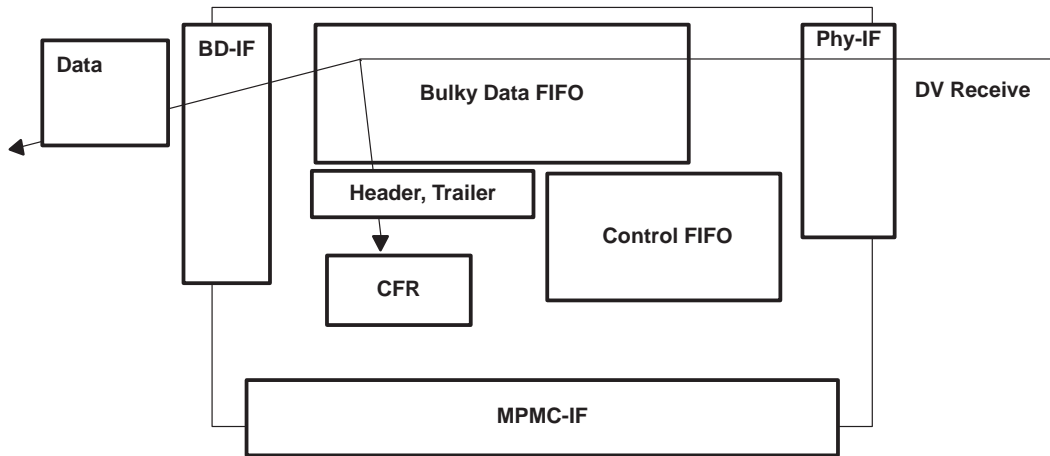 BD-IF
Phy-IF
Data
Bulky Data FIFO
DV Receive
Header, Trailer
Control FIFO
CFR
MPMC-IF